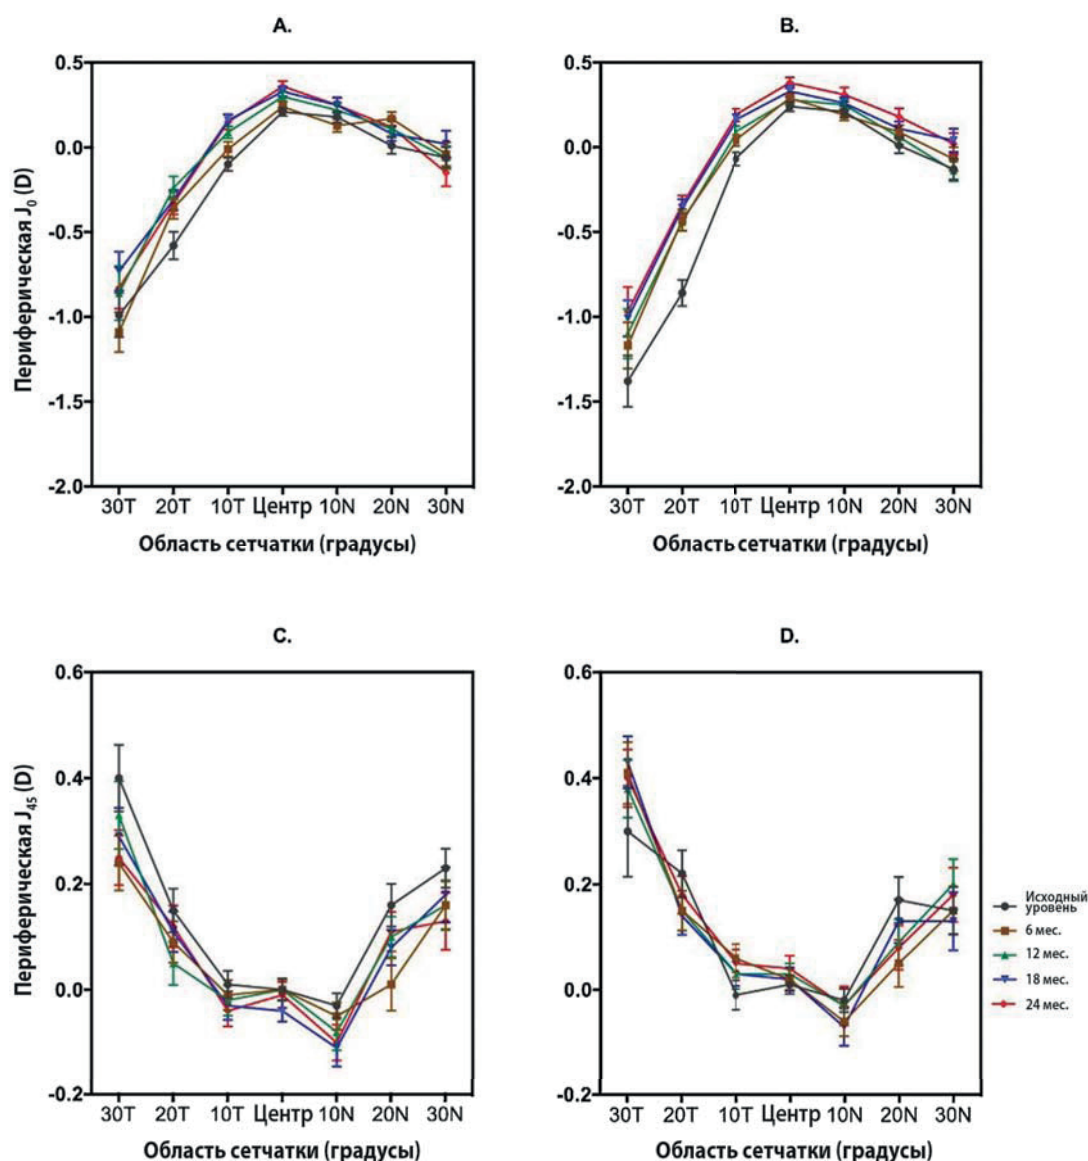 A.
B.
Периферическая J₀ (D)
0.5
0.0
-0.5
-1.0
-1.5
-2.0
30T 20T 10T Центр 10N 20N 30N
Область сетчатки (градусы)
0.5
0.0
-0.5
-1.0
-1.5
-2.0
30T 20T 10T Центр 10N 20N 30N
Область сетчатки (градусы)
C.
D.
Периферическая J₄₅ (D)
0.6
0.4
0.2
0.0
-0.2
30T 20T 10T Центр 10N 20N 30N
Область сетчатки (градусы)
0.6
0.4
0.2
0.0
-0.2
30T 20T 10T Центр 10N 20N 30N
Область сетчатки (градусы)
Исходный
уровень
6 мес.
12 мес.
18 мес.
24 мес.